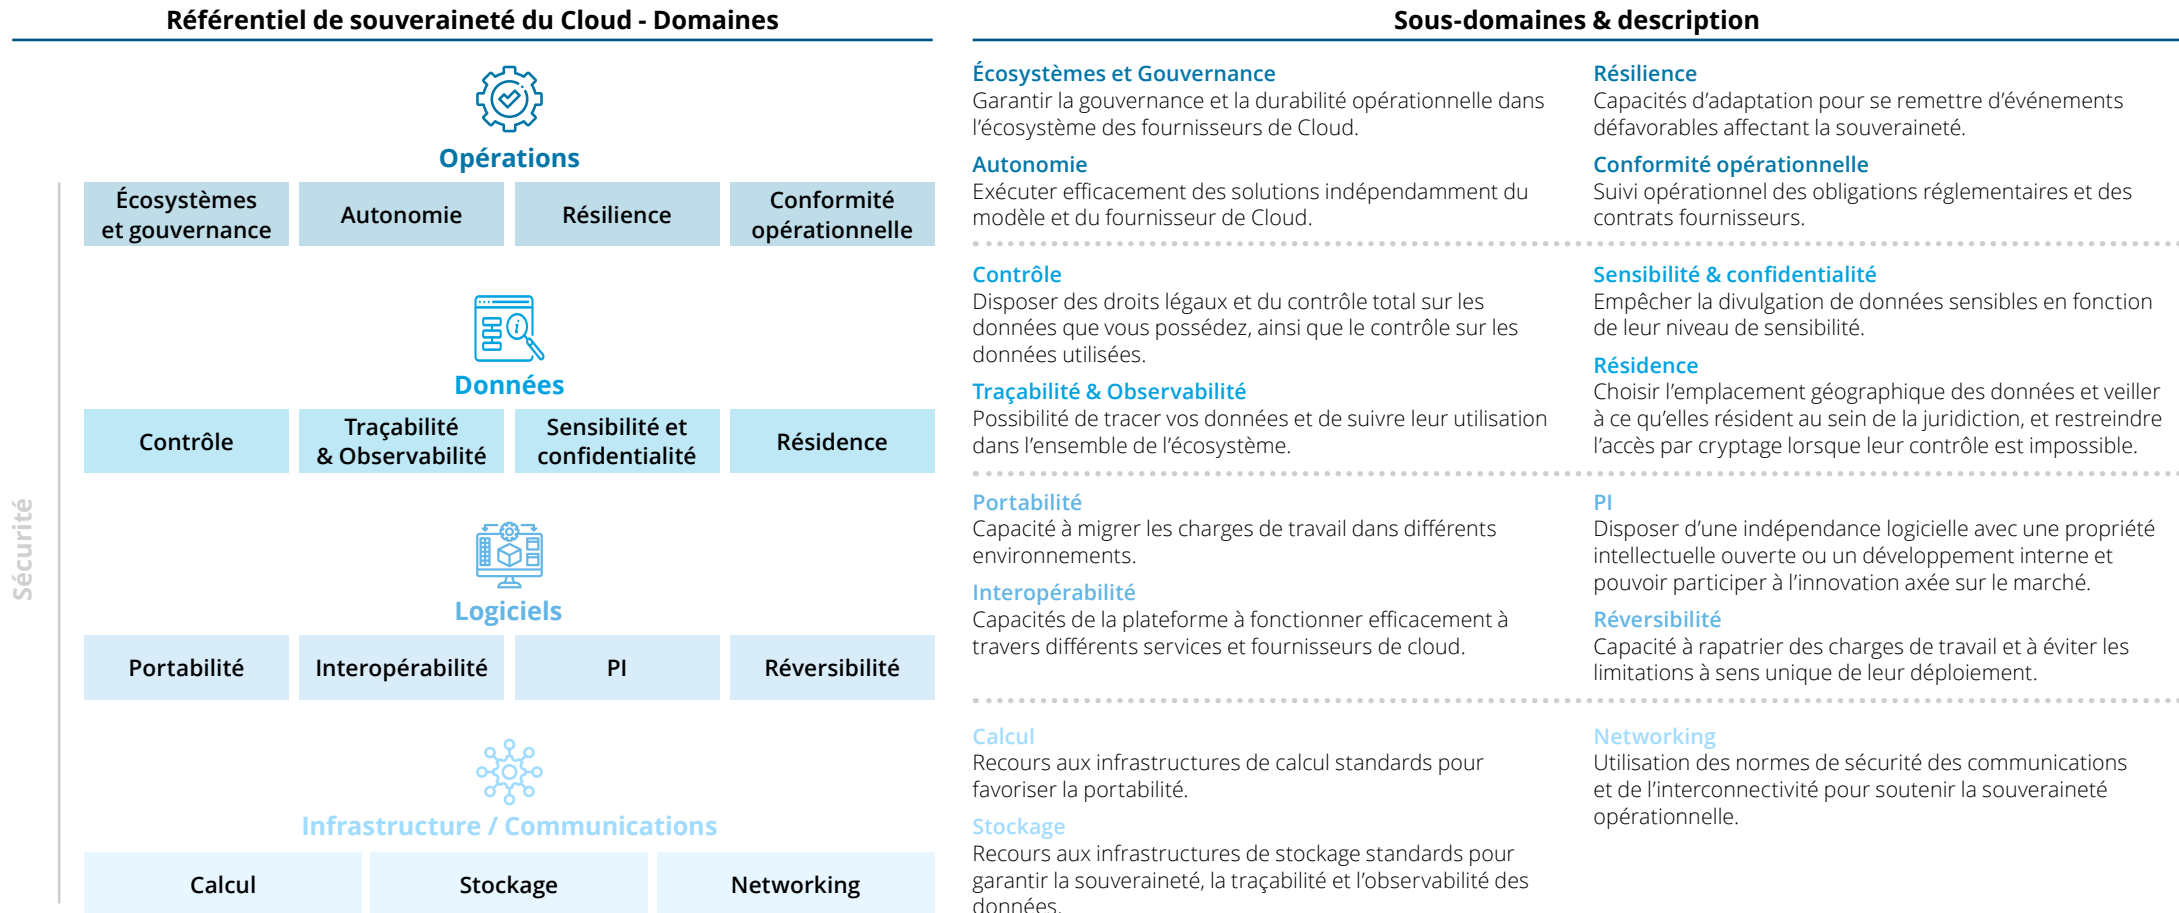 Référentiel de souveraineté du Cloud - Domaines
Opérations
Écosystèmes
et gouvernance
Autonomie
Résilience
Conformité
opérationnelle
Données
Contrôle
Traçabilité
& Observabilité
Sensibilité et
confidentialité
Résidence
Sécurité
Logiciels
Portabilité
Interopérabilité
PI
Réversibilité
Infrastructure / Communications
Calcul
Stockage
Networking
Sous-domaines & description
Écosystèmes et Gouvernance
Garantir la gouvernance et la durabilité opérationnelle dans
l’écosystème des fournisseurs de Cloud.
Autonomie
Exécuter efficacement des solutions indépendamment du
modèle et du fournisseur de Cloud.
Résilience
Capacités d’adaptation pour se remettre d’événements
défavorables affectant la souveraineté.
Conformité opérationnelle
Suivi opérationnel des obligations réglementaires et des
contrats fournisseurs.
Contrôle
Disposer des droits légaux et du contrôle total sur les
données que vous possédez, ainsi que le contrôle sur les
données utilisées.
Traçabilité & Observabilité
Possibilité de tracer vos données et de suivre leur utilisation
dans l’ensemble de l’écosystème.
Sensibilité & confidentialité
Empêcher la divulgation de données sensibles en fonction
de leur niveau de sensibilité.
Résidence
Choisir l’emplacement géographique des données et veiller
à ce qu’elles résident au sein de la juridiction, et restreindre
l’accès par cryptage lorsque leur contrôle est impossible.
Portabilité
Capacité à migrer les charges de travail dans différents
environnements.
Interopérabilité
Capacités de la plateforme à fonctionner efficacement à
travers différents services et fournisseurs de cloud.
PI
Disposer d’une indépendance logicielle avec une propriété
intellectuelle ouverte ou un développement interne et
pouvoir participer à l’innovation axée sur le marché.
Réversibilité
Capacité à rapatrier des charges de travail et à éviter les
limitations à sens unique de leur déploiement.
Calcul
Recours aux infrastructures de calcul standards pour
favoriser la portabilité.
Stockage
Recours aux infrastructures de stockage standards pour
garantir la souveraineté, la traçabilité et l’observabilité des
données.
Networking
Utilisation des normes de sécurité des communications
et de l’interconnectivité pour soutenir la souveraineté
opérationnelle.